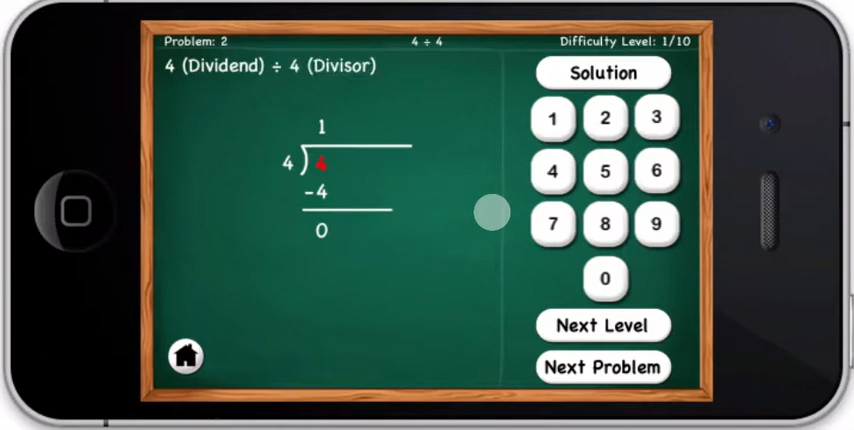 Problem: 2
4 ÷ 4
Difficulty Level: 1/10
4 (Dividend) ÷ 4 (Divisor)
1
4 ) 4
-4
0
Solution
1 2 3
4 5 6
7 8 9
0
Next Level
Next Problem